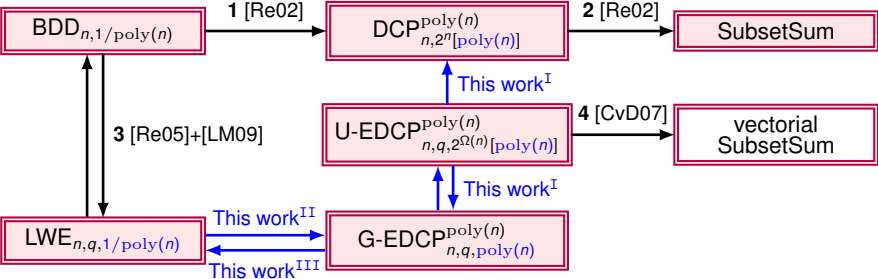 1 [Re02]
2 [Re02]
BDD_{n,1/poly(n)}
DCP^{poly(n)}_{n,2^n[poly(n)]}
SubsetSum
This work^I
3 [Re05]+[LM09]
U-EDCP^{poly(n)}_{n,q,2^{Ω(n)}[poly(n)]}
4 [CvD07]
vectorial
SubsetSum
This work^I
LWE_{n,q,1/poly(n)}
This work^{II}
This work^{III}
G-EDCP^{poly(n)}_{n,q,poly(n)}